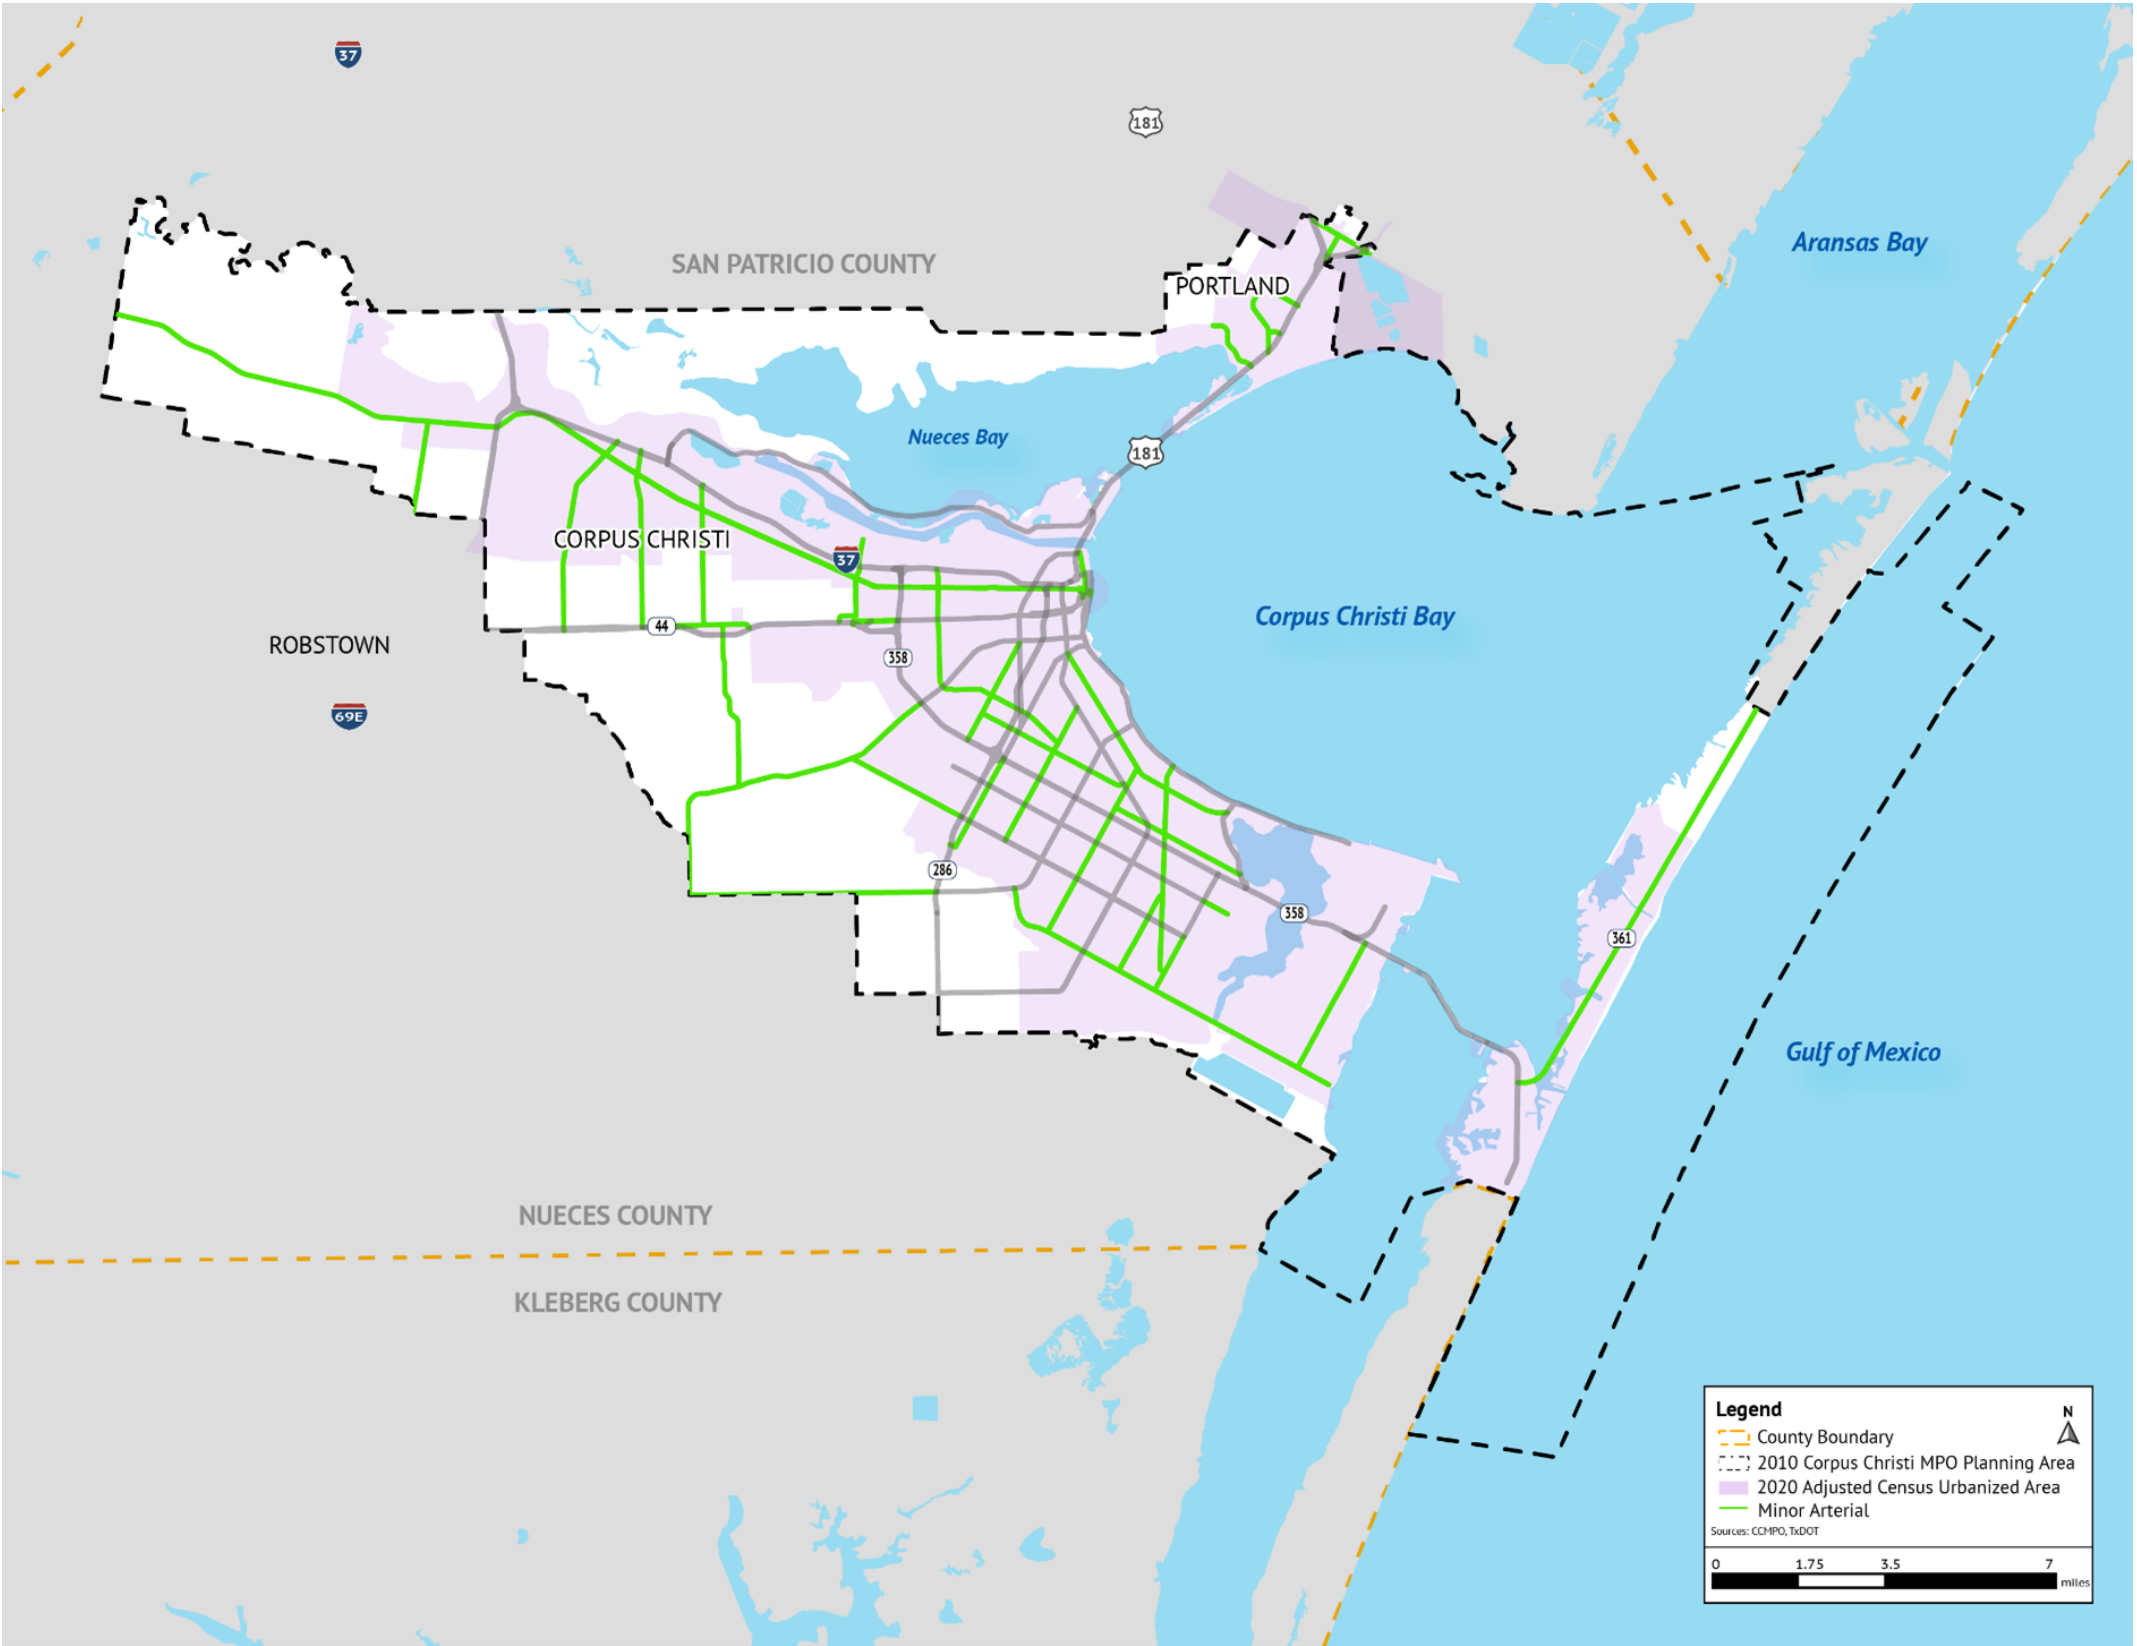 37
181
Aransas Bay
SAN PATRICIO COUNTY
PORTLAND
Nueces Bay
181
CORPUS CHRISTI
37
Corpus Christi Bay
44
ROBSTOWN
358
69E
286
358
361
Gulf of Mexico
NUECES COUNTY
KLEBERG COUNTY
Legend
N
County Boundary
2010 Corpus Christi MPO Planning Area
2020 Adjusted Census Urbanized Area
Minor Arterial
Sources: CCMPO, TxDOT
0 1.75 3.5 7
miles